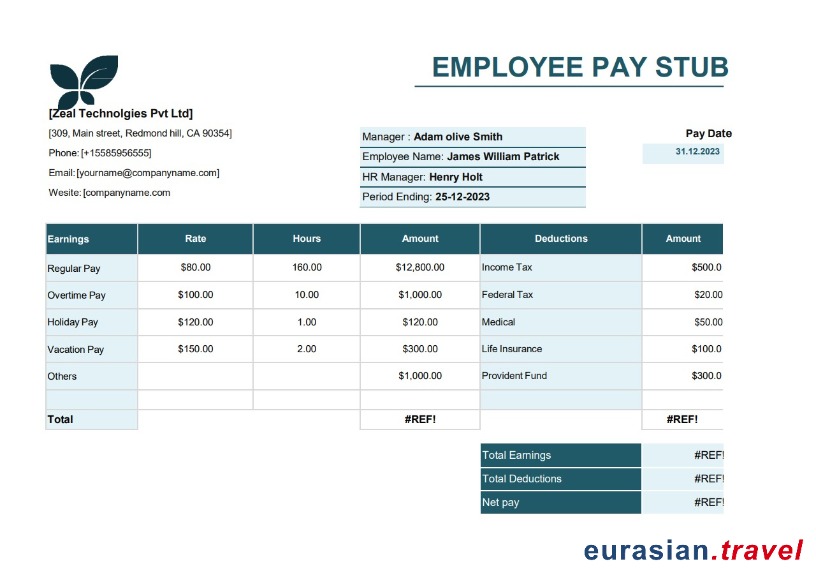 EMPLOYEE PAY STUB
[Zeal Technolgies Pvt Ltd]
[309, Main street, Redmond hill, CA 90354]
Phone: [+15585956555]
Email: [yourname@companyname.com]
Wesite: [companyname.com
Manager : Adam olive Smith
Employee Name: James William Patrick
HR Manager: Henry Holt
Period Ending: 25-12-2023
Pay Date
31.12.2023
Earnings Rate Hours Amount Deductions Amount
Regular Pay $80.00 160.00 $12,800.00 Income Tax $500.0
Overtime Pay $100.00 10.00 $1,000.00 Federal Tax $20.00
Holiday Pay $120.00 1.00 $120.00 Medical $50.00
Vacation Pay $150.00 2.00 $300.00 Life Insurance $100.0
Others $1,000.00 Provident Fund $300.0
Total #REF! #REF!
Total Earnings #REF!
Total Deductions #REF!
Net pay #REF!
eurasian.travel